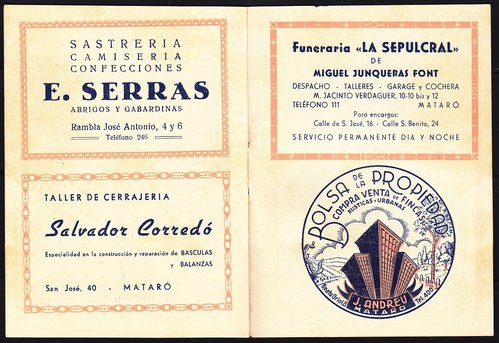 SASTRERIA
CAMISERIA
CONFECCIONES
E. SERRAS
ABRIGOS Y GABARDINAS
Rambla José Antonio, 4 y 6
Teléfono 246
TALLER DE CERRAJERIA
Salvador Corredó
Especialidad en la construcción y reparación de BASCULAS
y BALANZAS
San José, 40 - MATARÓ
Funeraria «LA SEPULCRAL»
DE
MIGUEL JUNQUERAS FONT
DESPACHO - TALLERES - GARAGE y COCHERA
M. JACINTO VERDAGUER, 10-10 bis y 12
TELÉFONO 111 MATARÓ
Para encargos:
Calle de S. José, 16 - Calle S. Benito, 24
SERVICIO PERMANENTE DIA Y NOCHE
BOLSA DE LA PROPIEDAD
COMPRA VENTA de FINCAS
RUSTICAS Y URBANAS
J. ANDREU
MATARÓ